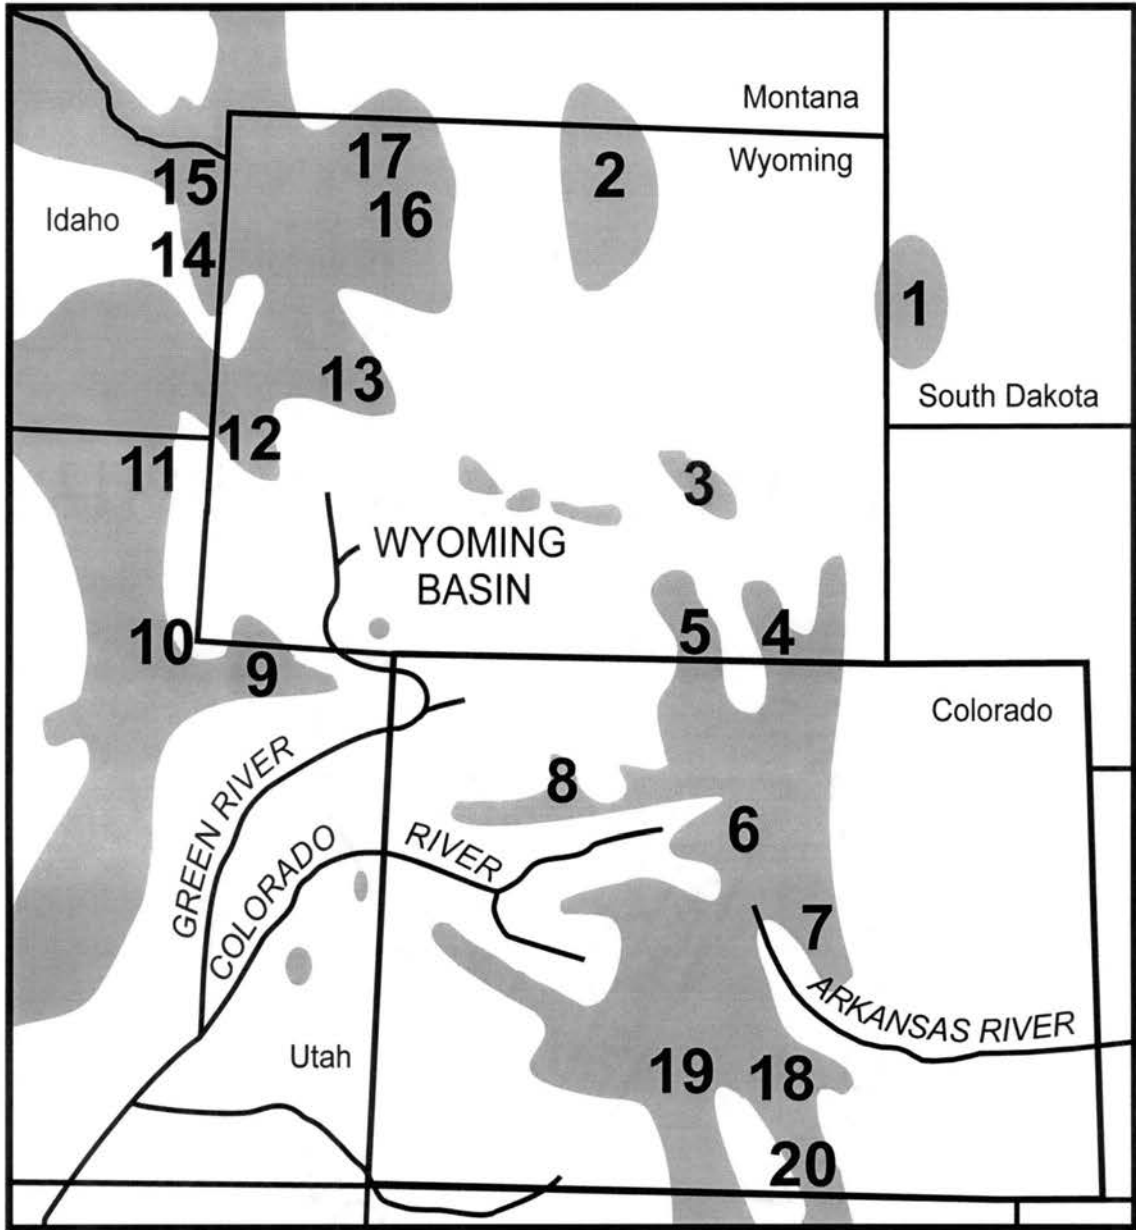 Montana
17
2
Wyoming
15
16
Idaho
14
1
13
South Dakota
12
11
3
WYOMING
BASIN
5
4
10
9
Colorado
8
GREEN RIVER
6
COLORADO RIVER
7
ARKANSAS RIVER
Utah
19
18
20